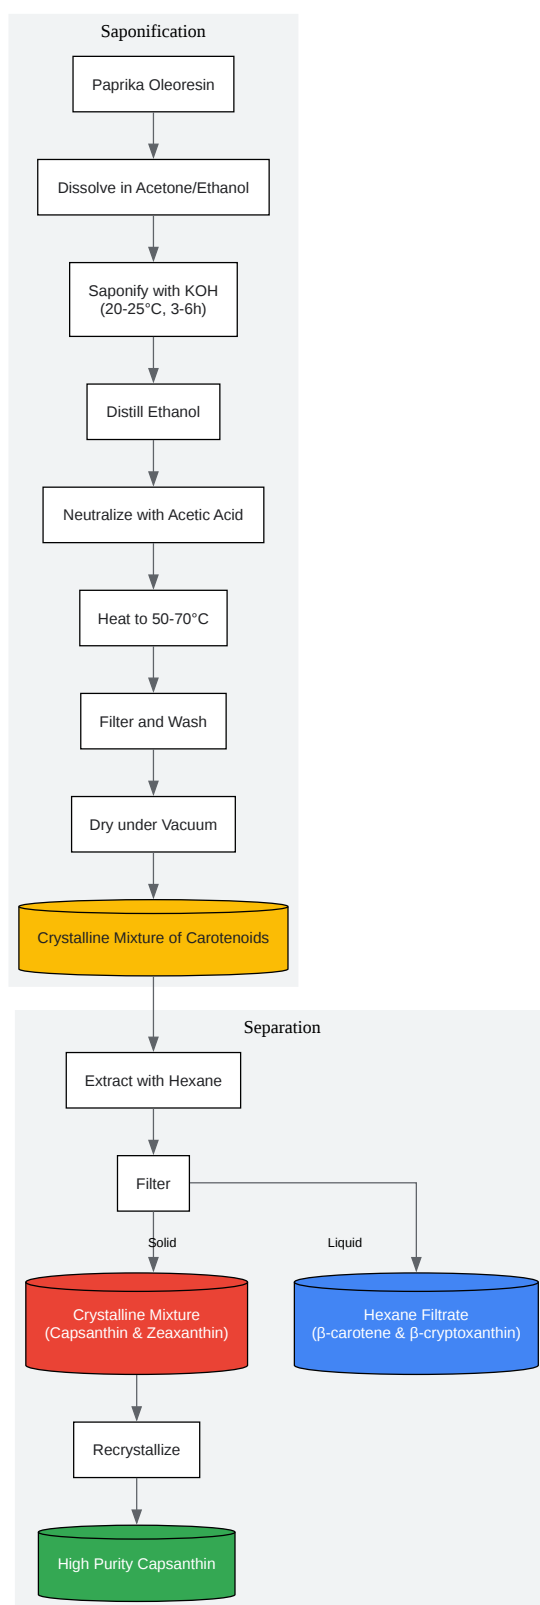 Saponification
Paprika Oleoresin
Dissolve in Acetone/Ethanol
Saponify with KOH
(20-25°C, 3-6h)
Distill Ethanol
Neutralize with Acetic Acid
Heat to 50-70°C
Filter and Wash
Dry under Vacuum
Crystalline Mixture of Carotenoids
Separation
Extract with Hexane
Filter
Solid
Liquid
Crystalline Mixture
(Capsanthin & Zeaxanthin)
Hexane Filtrate
(β-carotene & β-cryptoxanthin)
Recrystallize
High Purity Capsanthin